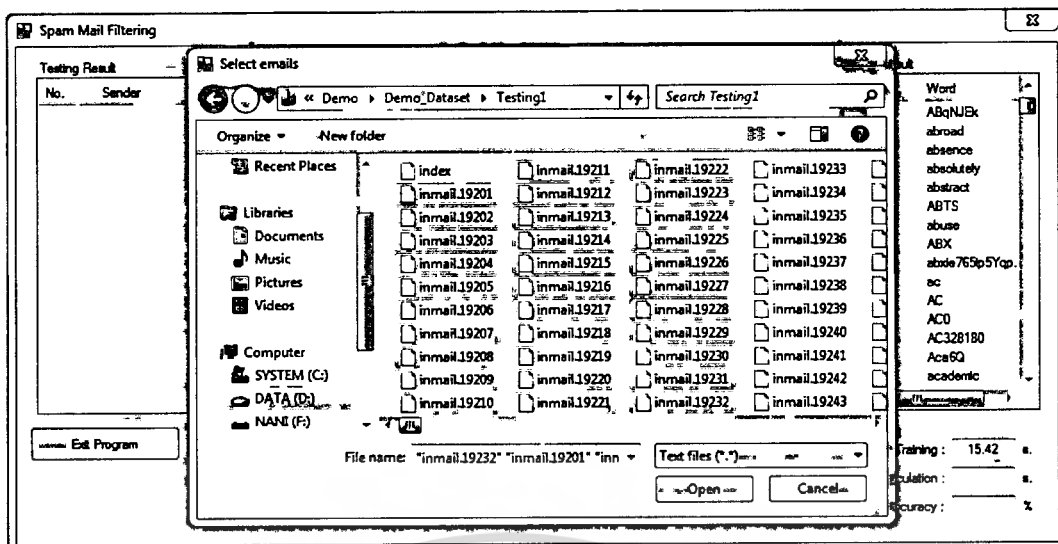 Spam Mail Filtering
Testing Result
No. Sender
Select emails
« Demo ▸ Demo_Dataset ▸ Testing1
Search Testing1
Organize New folder
Recent Places
Libraries
Documents
Music
Pictures
Videos
Computer
SYSTEM (C:)
DATA (D:)
NANI (F:)
index
inmail.19201
inmail.19202
inmail.19203
inmail.19204
inmail.19205
inmail.19206
inmail.19207
inmail.19208
inmail.19209
inmail.19210
inmail.19211
inmail.19212
inmail.19213
inmail.19214
inmail.19215
inmail.19216
inmail.19217
inmail.19218
inmail.19219
inmail.19220
inmail.19221
inmail.19222
inmail.19223
inmail.19224
inmail.19225
inmail.19226
inmail.19227
inmail.19228
inmail.19229
inmail.19230
inmail.19231
inmail.19232
inmail.19233
inmail.19234
inmail.19235
inmail.19236
inmail.19237
inmail.19238
inmail.19239
inmail.19240
inmail.19241
inmail.19242
inmail.19243
File name: "inmail.19232" "inmail.19201" "inn
Text files (*.*)
Open Cancel
Word
ABqNJEk
abroad
absence
absolutely
abstract
ABTS
abuse
ABX
ac
AC
AC0
AC328180
Aca6Q
academic
Exit Program
Training : 15.42 s.
culation : s.
curacy : %